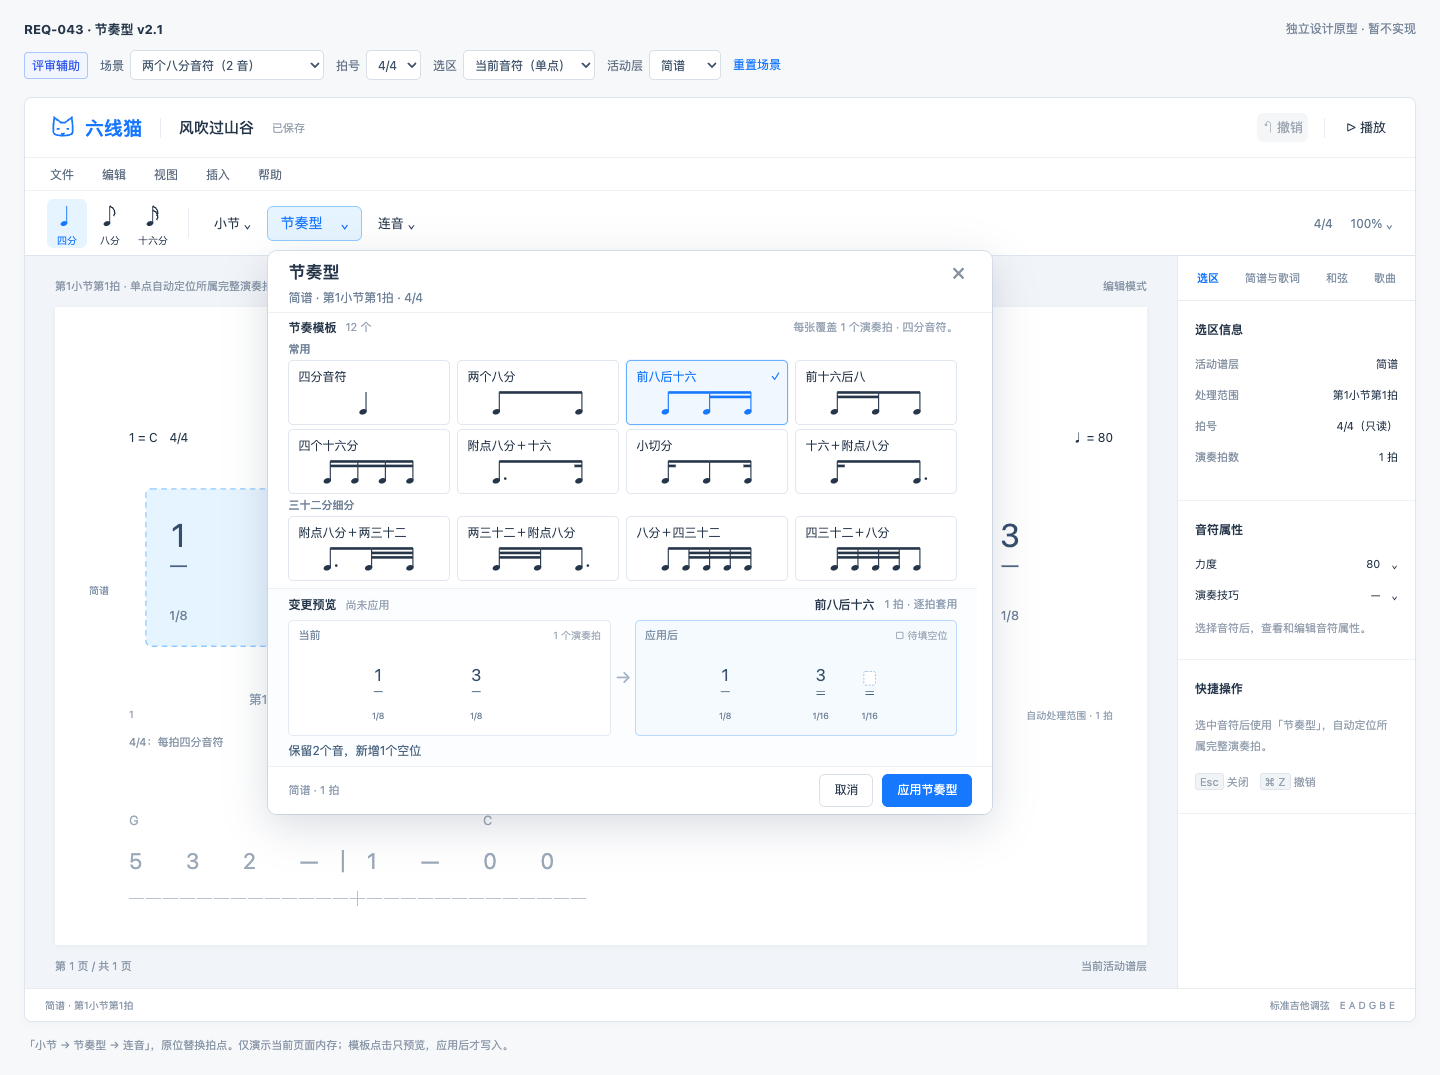 REQ-043 · 节奏型 v2.1
独立设计原型 · 暂不实现
评审辅助 场景 两个八分音符（2 音） 拍号 4/4 选区 当前音符（单点） 活动层 简谱 重置场景
六线猫 风吹过山谷 已保存
撤销 播放
文件 编辑 视图 插入 帮助
四分 八分 十六分
小节 节奏型 连音
4/4 100%
第1小节第1拍 · 单点自动定位所属完整演奏拍
编辑模式
节奏型
简谱 · 第1小节第1拍 · 4/4
节奏模板 12 个
每张覆盖 1 个演奏拍 · 四分音符。
常用
四分音符 两个八分 前八后十六 前十六后八
四个十六分 附点八分＋十六 小切分 十六＋附点八分
三十二分细分
附点八分＋两三十二 两三十二＋附点八分 八分＋四三十二 四三十二＋八分
变更预览 尚未应用
前八后十六 1 拍 · 逐拍套用
当前 1 个演奏拍
1 3
1/8 1/8
→
应用后 待填空位
1 3
1/8 1/16 1/16
保留2个音，新增1个空位
简谱 · 1 拍
取消 应用节奏型
1 = C 4/4
♩ = 80
简谱
1
1/8
3
1/8
第1
1
自动处理范围 · 1 拍
4/4：每拍四分音符
G C
5 3 2 — | 1 — 0 0
第 1 页 / 共 1 页
当前活动谱层
选区 简谱与歌词 和弦 歌曲
选区信息
活动谱层 简谱
处理范围 第1小节第1拍
拍号 4/4（只读）
演奏拍数 1 拍
音符属性
力度 80
演奏技巧 —
选择音符后，查看和编辑音符属性。
快捷操作
选中音符后使用「节奏型」，自动定位所
属完整演奏拍。
Esc 关闭 ⌘ Z 撤销
简谱 · 第1小节第1拍
标准吉他调弦 E A D G B E
「小节 → 节奏型 → 连音」，原位替换拍点。仅演示当前页面内存；模板点击只预览，应用后才写入。